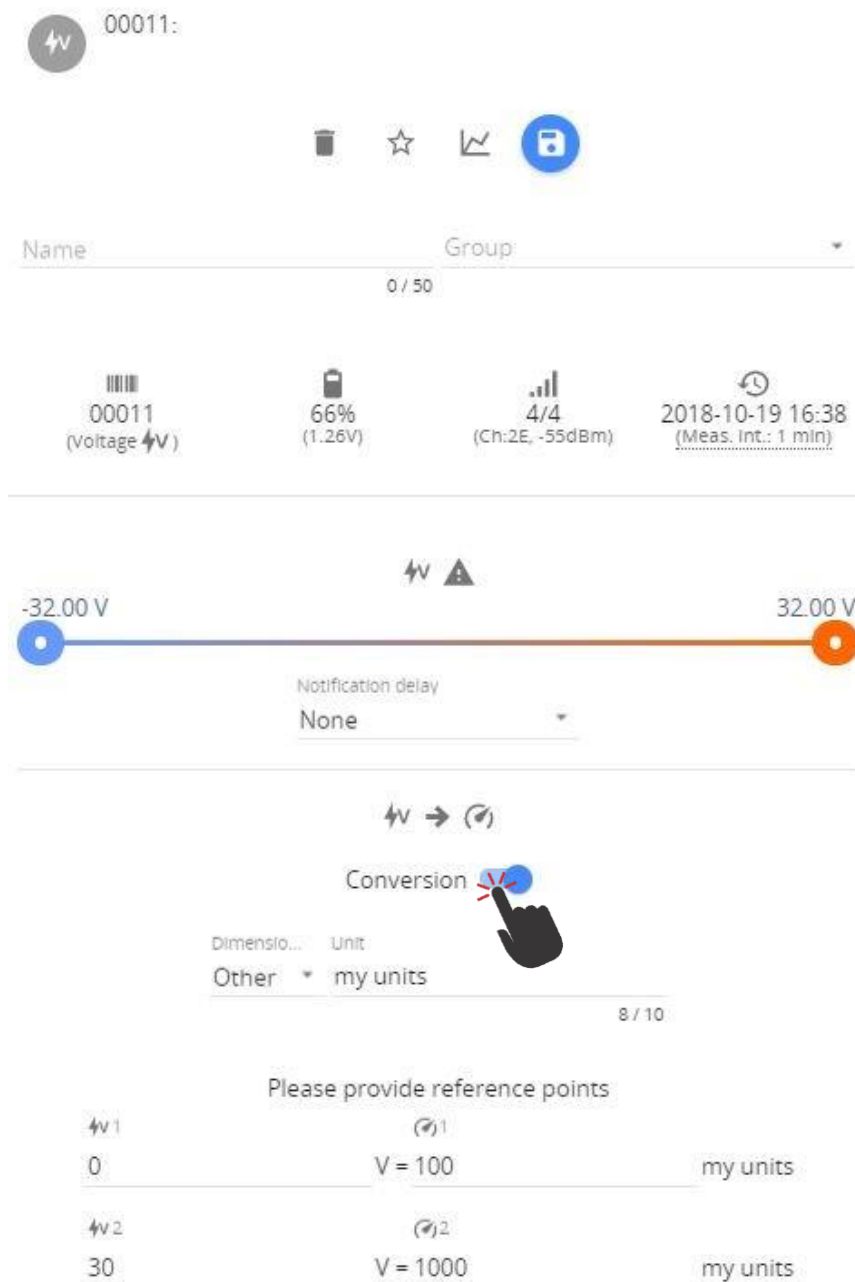 00011:
Name Group
0 / 50
00011 66% 4/4 2018-10-19 16:38
(Voltage V) (1.26V) (Ch:2E, -55dBm) (Meas. int.: 1 min)
V
-32.00 V 32.00 V
Notification delay
None
V
Conversion
Dimensio... Unit
Other my units
8 / 10
Please provide reference points
V 1 1
0 V = 100 my units
V 2 2
30 V = 1000 my units